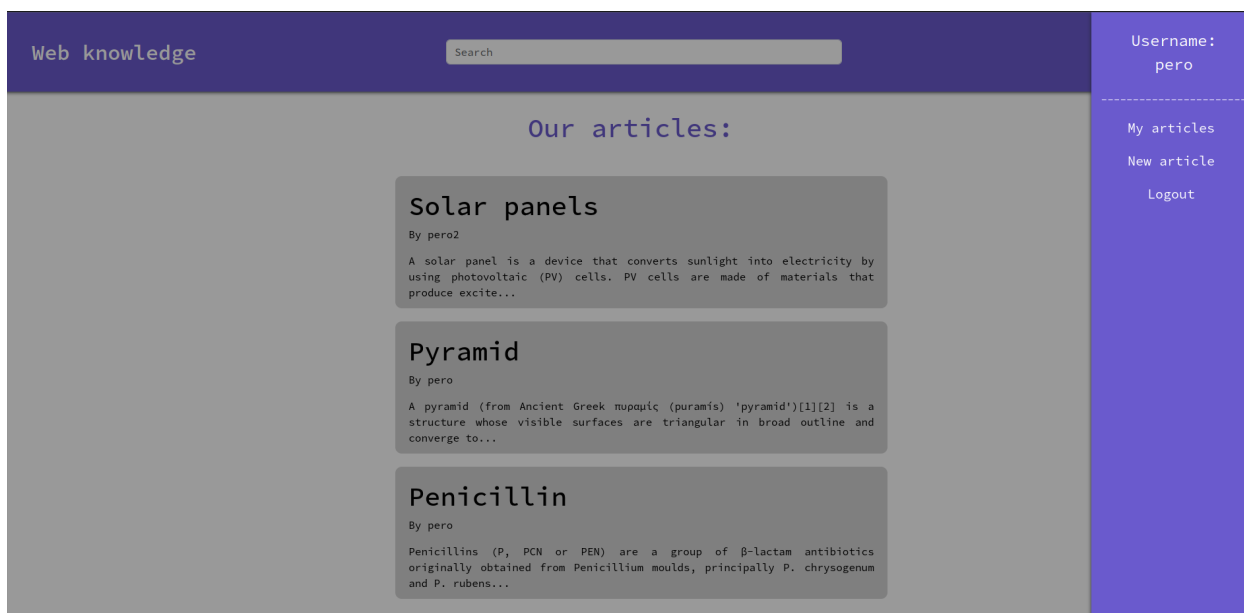 Web knowledge
Search
Username:
pero
-----------------------
My articles
New article
Logout
Our articles:
Solar panels
By pero2
A solar panel is a device that converts sunlight into electricity by
using photovoltaic (PV) cells. PV cells are made of materials that
produce excite...
Pyramid
By pero
A pyramid (from Ancient Greek πυραμίς (puramís) 'pyramid')[1][2] is a
structure whose visible surfaces are triangular in broad outline and
converge to...
Penicillin
By pero
Penicillins (P, PCN or PEN) are a group of β-lactam antibiotics
originally obtained from Penicillium moulds, principally P. chrysogenum
and P. rubens...